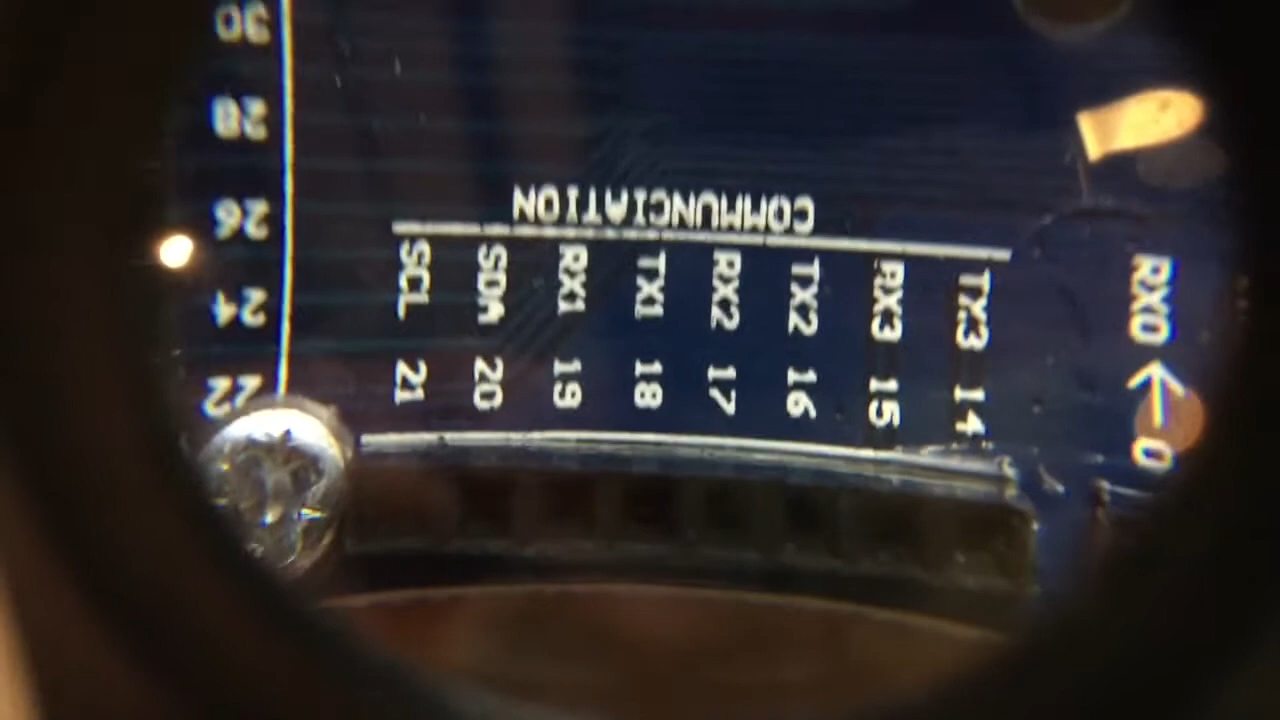 COMMUNCIATION
TX3 14
RX3 15
TX2 16
RX2 17
TX1 18
RX1 19
SDA 20
SCL 21
RX0 ← 0
22
24
26
28
30